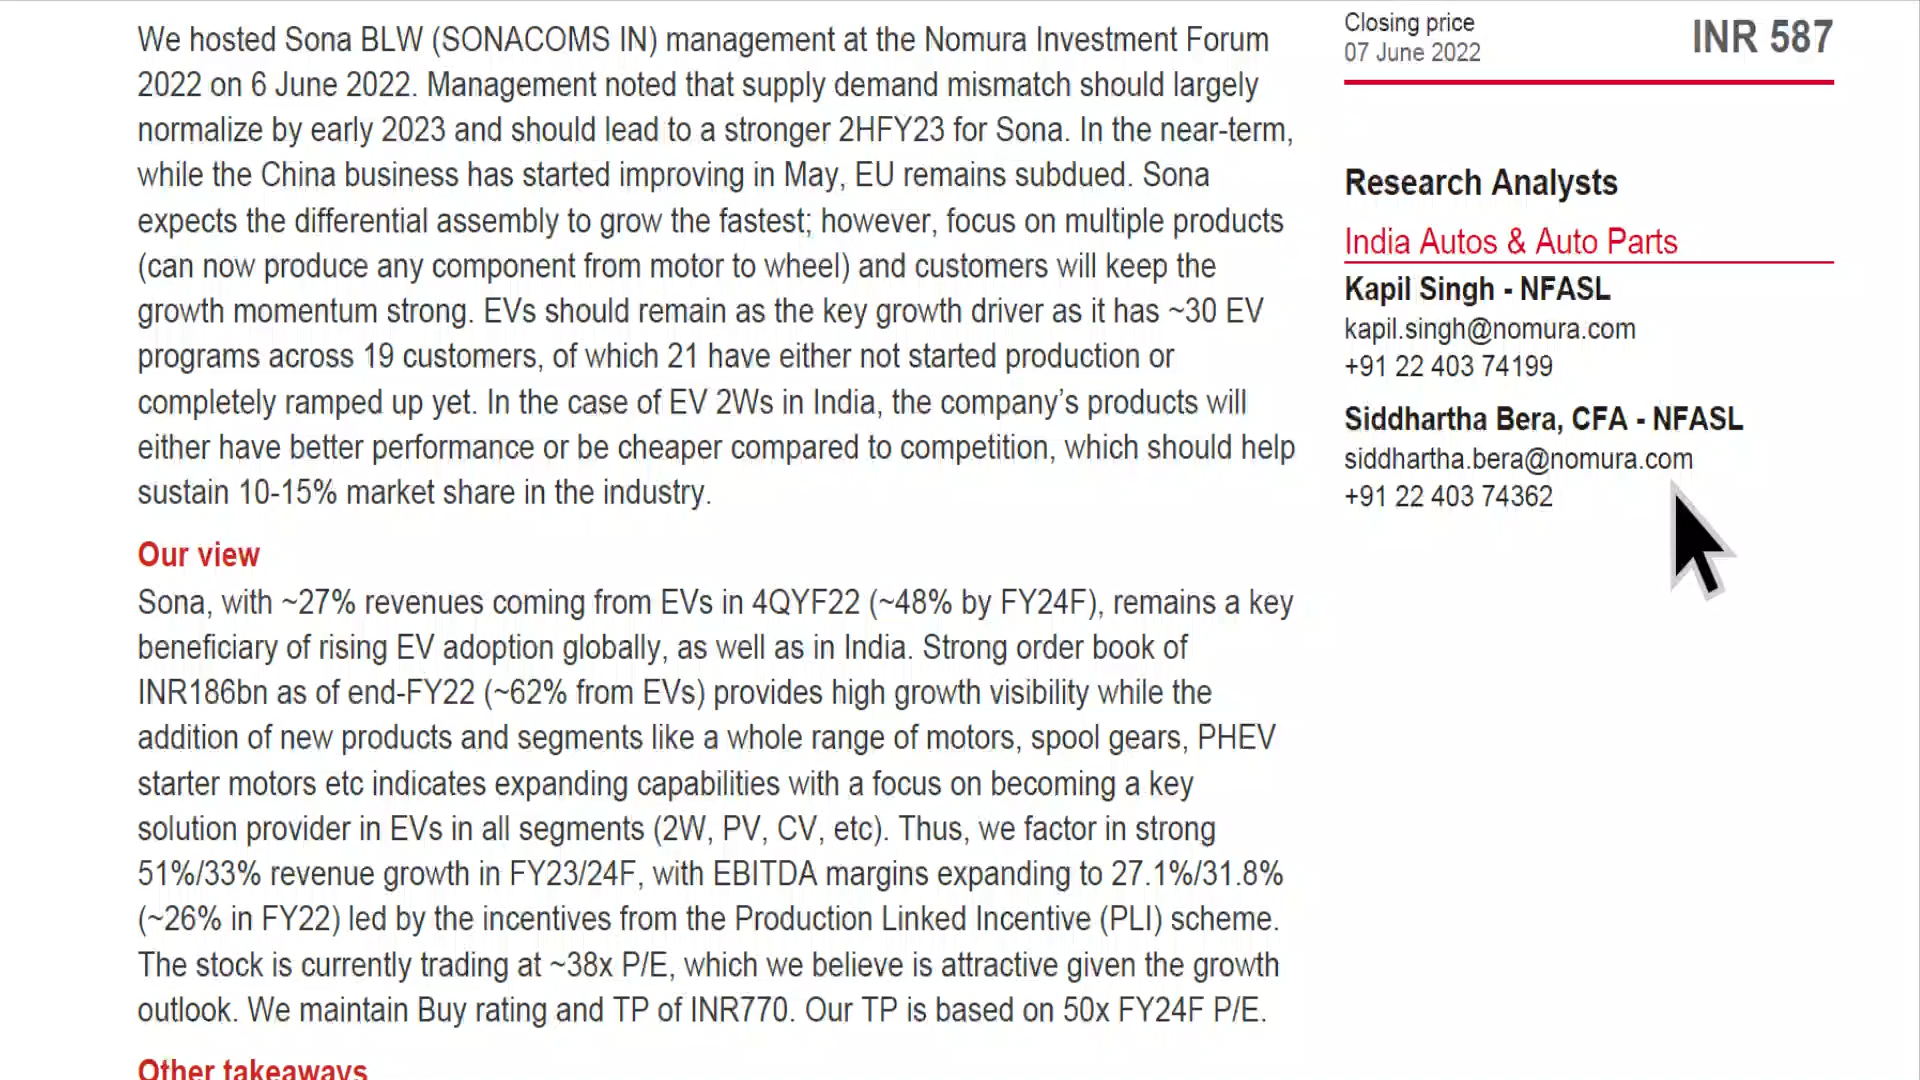 We hosted Sona BLW (SONACOMS IN) management at the Nomura Investment Forum
2022 on 6 June 2022. Management noted that supply demand mismatch should largely
normalize by early 2023 and should lead to a stronger 2HFY23 for Sona. In the near-term,
while the China business has started improving in May, EU remains subdued. Sona
expects the differential assembly to grow the fastest; however, focus on multiple products
(can now produce any component from motor to wheel) and customers will keep the
growth momentum strong. EVs should remain as the key growth driver as it has ~30 EV
programs across 19 customers, of which 21 have either not started production or
completely ramped up yet. In the case of EV 2Ws in India, the company's products will
either have better performance or be cheaper compared to competition, which should help
sustain 10-15% market share in the industry.
Our view
Sona, with ~27% revenues coming from EVs in 4QYF22 (~48% by FY24F), remains a key
beneficiary of rising EV adoption globally, as well as in India. Strong order book of
INR186bn as of end-FY22 (~62% from EVs) provides high growth visibility while the
addition of new products and segments like a whole range of motors, spool gears, PHEV
starter motors etc indicates expanding capabilities with a focus on becoming a key
solution provider in EVs in all segments (2W, PV, CV, etc). Thus, we factor in strong
51%/33% revenue growth in FY23/24F, with EBITDA margins expanding to 27.1%/31.8%
(~26% in FY22) led by the incentives from the Production Linked Incentive (PLI) scheme.
The stock is currently trading at ~38x P/E, which we believe is attractive given the growth
outlook. We maintain Buy rating and TP of INR770. Our TP is based on 50x FY24F P/E.
Other takeaways
Closing price
07 June 2022
INR 587
Research Analysts
India Autos & Auto Parts
Kapil Singh - NFASL
kapil.singh@nomura.com
+91 22 403 74199
Siddhartha Bera, CFA - NFASL
siddhartha.bera@nomura.com
+91 22 403 74362